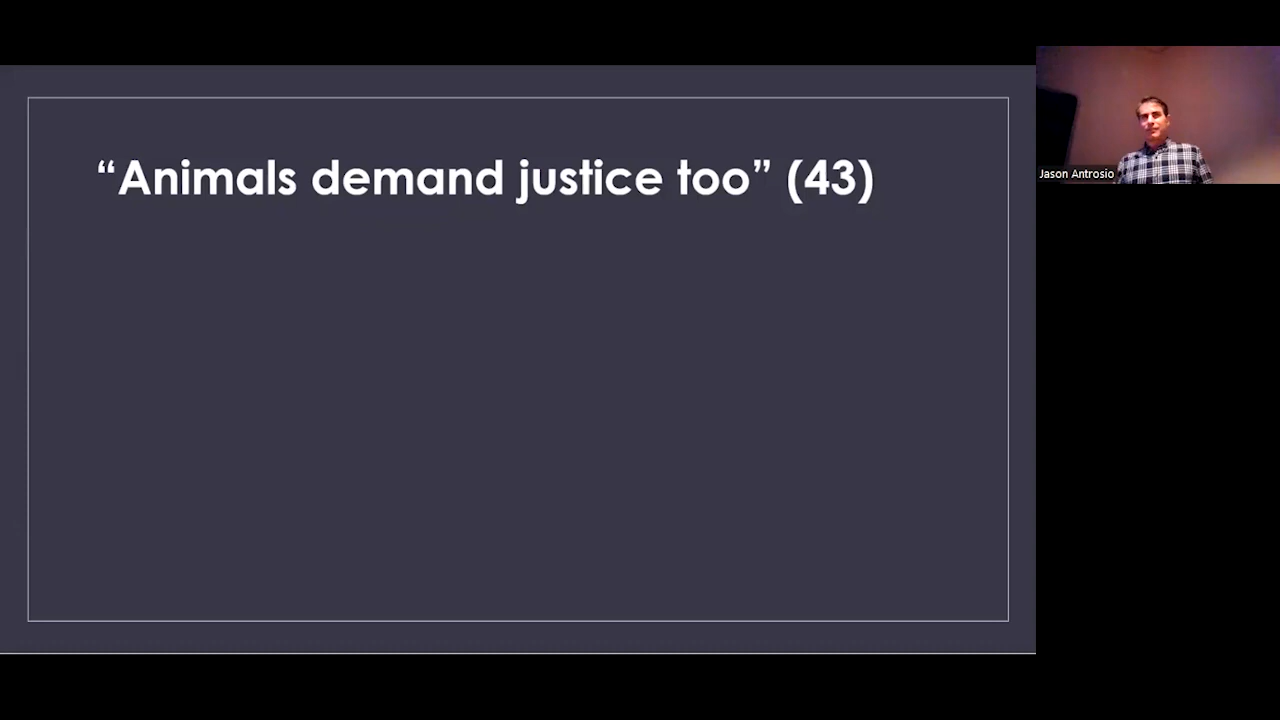 “Animals demand justice too” (43)
Jason Antrosio